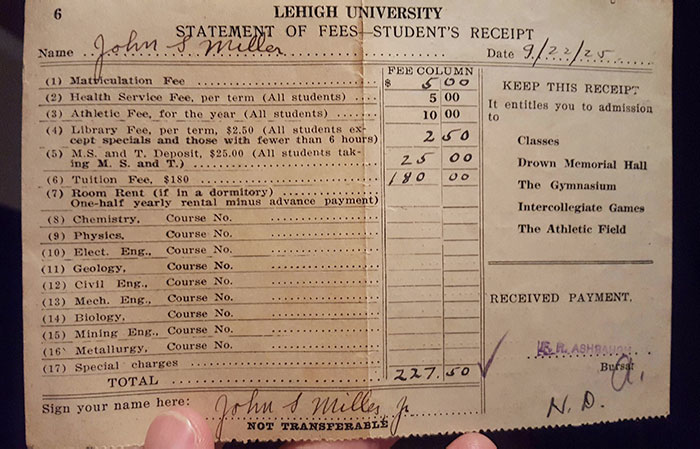 6 LEHIGH UNIVERSITY
STATEMENT OF FEES—STUDENT'S RECEIPT
Name John S Miller Date 9/22/25
FEE COLUMN
(1) Matriculation Fee $ 5 00
(2) Health Service Fee, per term (All students) 5 00
(3) Athletic Fee, for the year (All students) 10 00
(4) Library Fee, per term, $2.50 (All students ex-
cept specials and those with fewer than 6 hours) 2 50
(5) M.S. and T. Deposit, $25.00 (All students tak-
ing M. S. and T.) 25 00
(6) Tuition Fee, $180 180 00
(7) Room Rent (if in a dormitory)
One-half yearly rental minus advance payment)
(8) Chemistry, Course No.
(9) Physics, Course No.
(10) Elect. Eng., Course No.
(11) Geology, Course No.
(12) Civil Eng., Course No.
(13) Mech. Eng., Course No.
(14) Biology, Course No.
(15) Mining Eng., Course No.
(16) Metallurgy, Course No.
(17) Special charges
TOTAL 227.50
Sign your name here: John S Miller Jr
NOT TRANSFERABLE
KEEP THIS RECEIPT
It entitles you to admission
to
Classes
Drown Memorial Hall
The Gymnasium
Intercollegiate Games
The Athletic Field
RECEIVED PAYMENT.
R. ASHBAUGH
Bursar
a.
N. D.